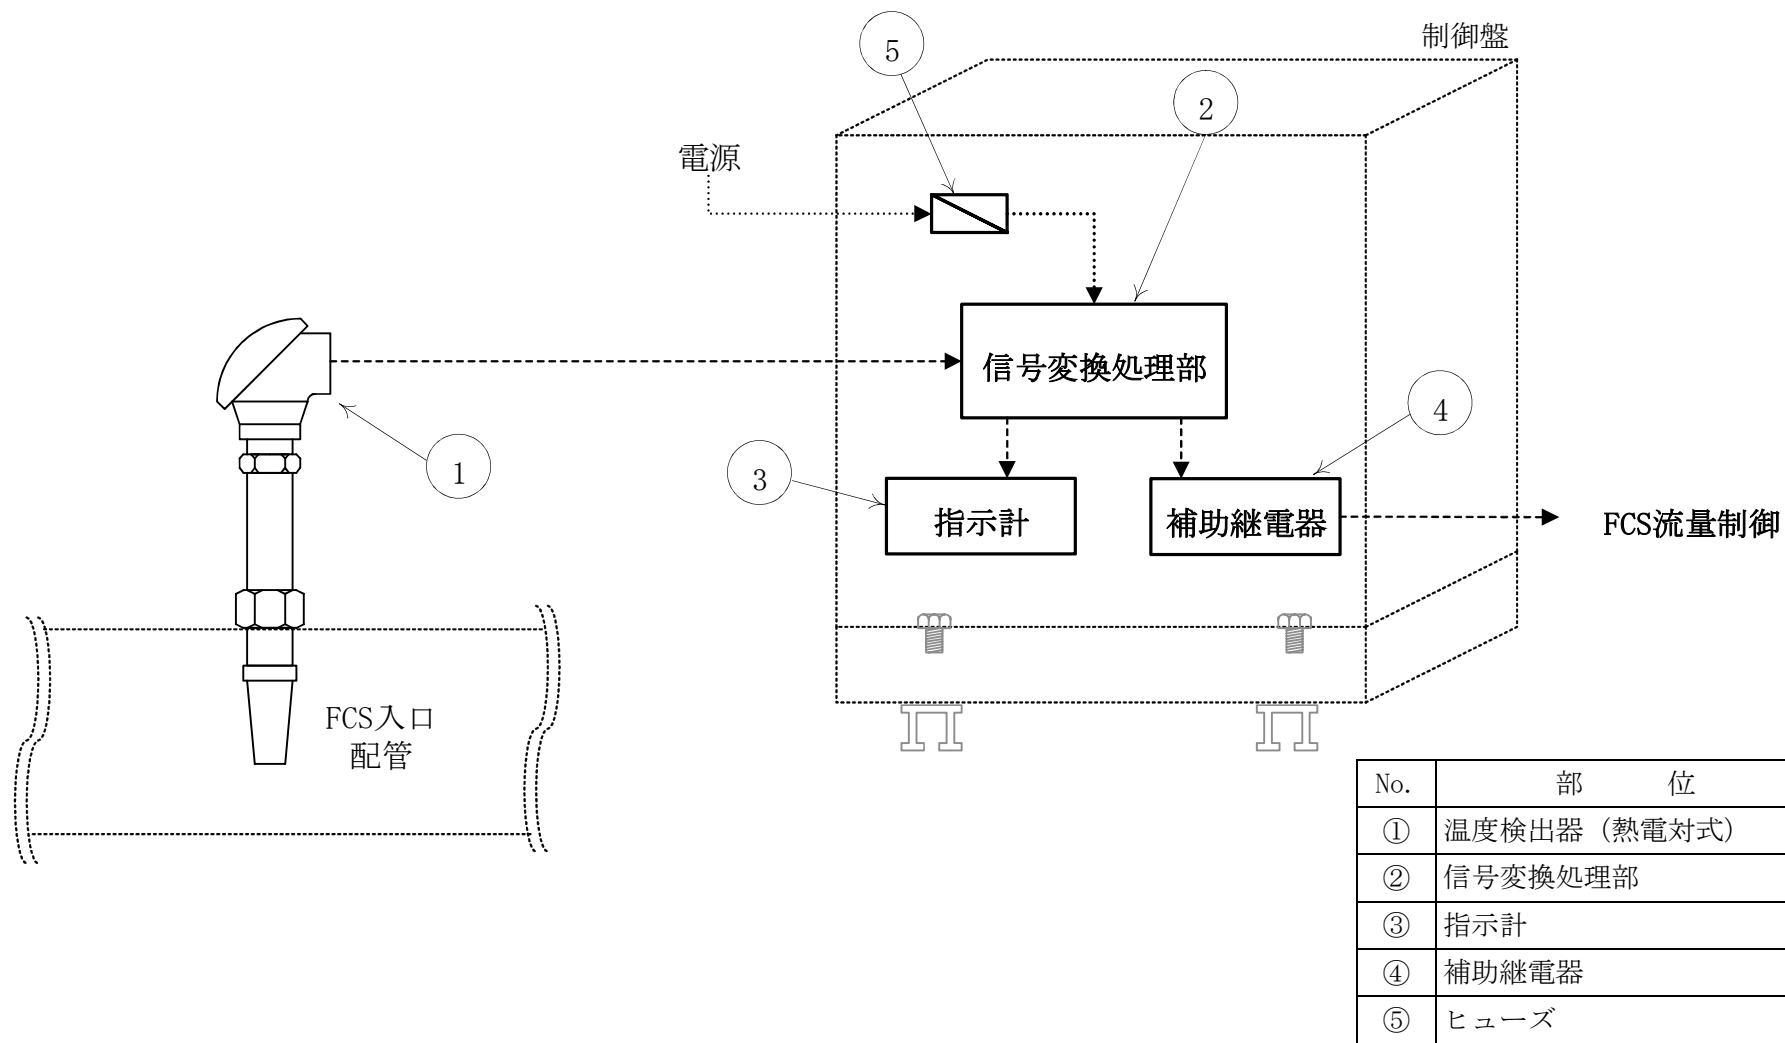 制御盤
5
2
電源
信号変換処理部
4
1
3
指示計
補助継電器
FCS流量制御
FCS入口
配管
No. 部 位
① 温度検出器（熱電対式）
② 信号変換処理部
③ 指示計
④ 補助継電器
⑤ ヒューズ